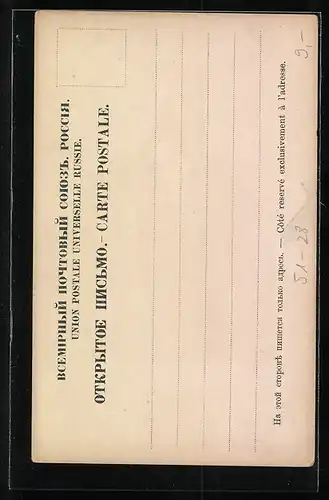 ВСЕМІРНЫЙ ПОЧТОВЫЙ СОЮЗЪ. РОССІЯ.
UNION POSTALE UNIVERSELLE RUSSIE.
ОТКРЫТОЕ ПИСЬМО.—CARTE POSTALE.
На этой сторонѣ пишется только адресъ. — Côté reservé exclusivement à l'adresse.
51-28
9,-